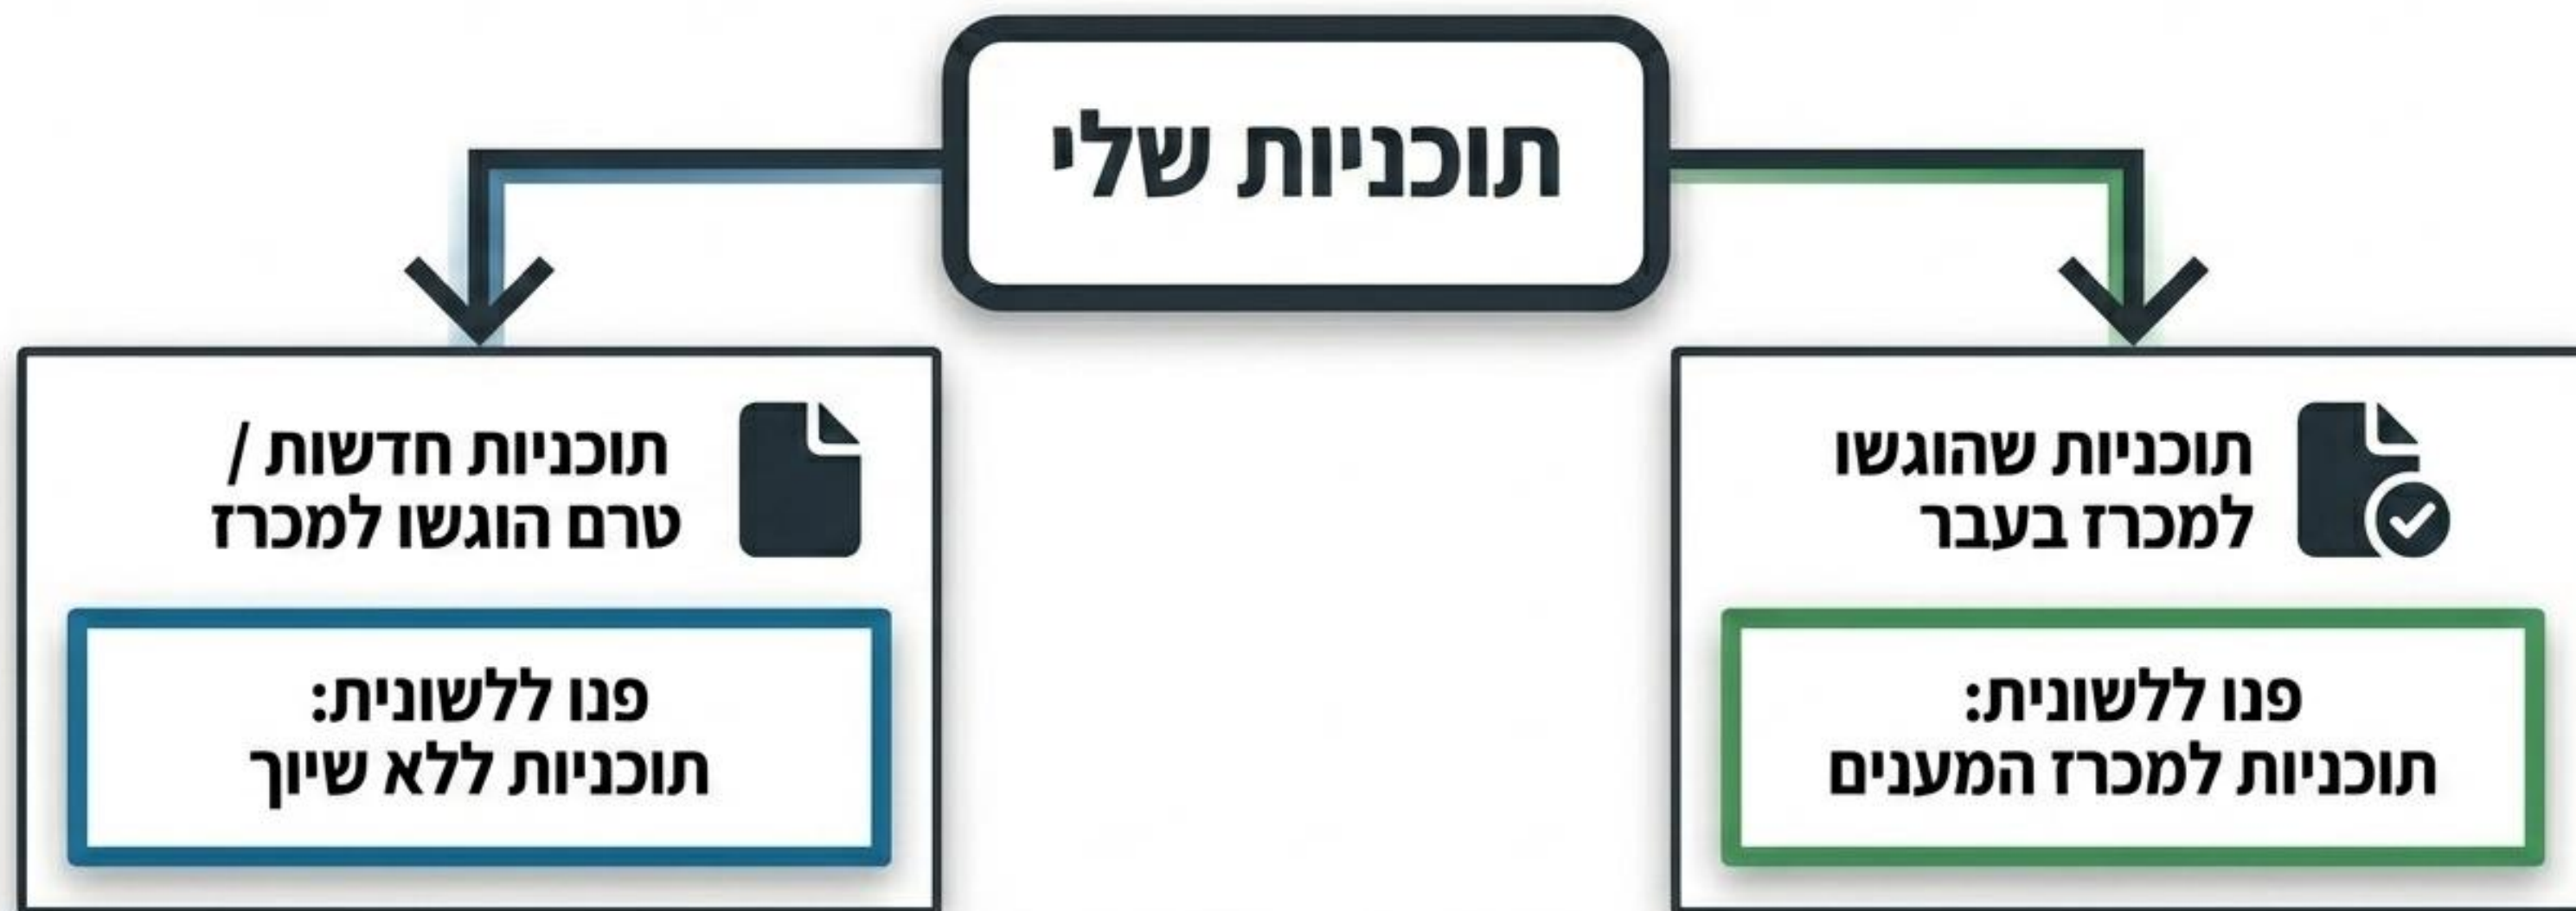 תוכניות שלי
תוכניות שהוגשו
למכרז בעבר
פנו ללשונית:
תוכניות למכרז המענים
תוכניות חדשות /
טרם הוגשו למכרז
פנו ללשונית:
תוכניות ללא שיוך